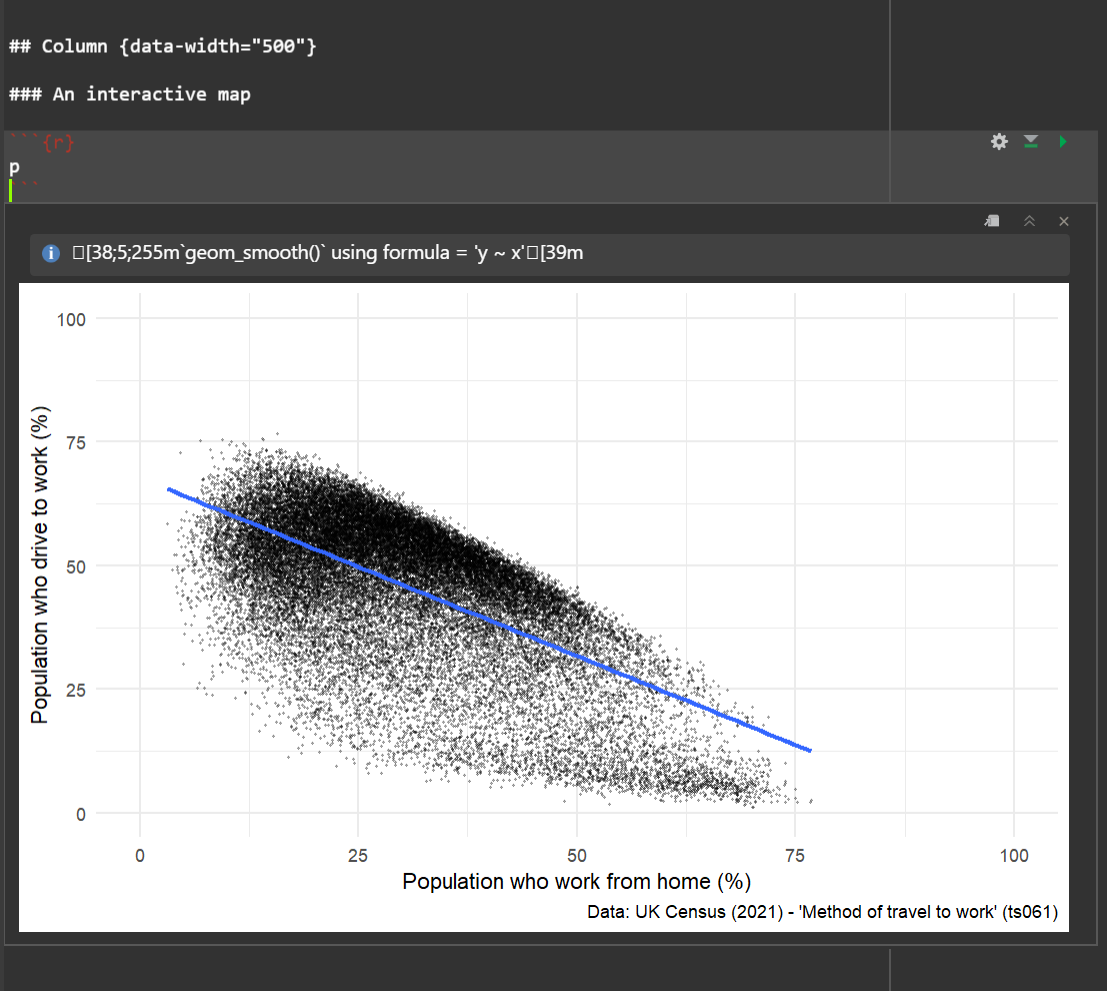 ## Column {data-width="500"}
### An interactive map
```{r}
p
```
□[38;5;255m`geom_smooth()` using formula = 'y ~ x'□[39m
100
75
50
25
0
Population who drive to work (%)
0 25 50 75 100
Population who work from home (%)
Data: UK Census (2021) - 'Method of travel to work' (ts061)